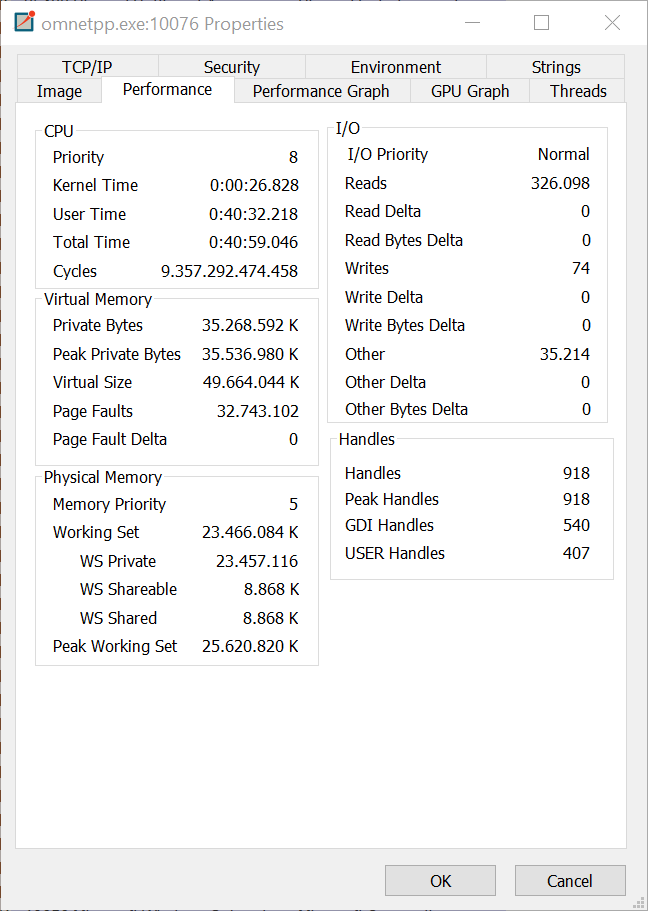 omnetpp.exe:10076 Properties
TCP/IP Security Environment Strings
Image Performance Performance Graph GPU Graph Threads
CPU
Priority 8
Kernel Time 0:00:26.828
User Time 0:40:32.218
Total Time 0:40:59.046
Cycles 9.357.292.474.458
Virtual Memory
Private Bytes 35.268.592 K
Peak Private Bytes 35.536.980 K
Virtual Size 49.664.044 K
Page Faults 32.743.102
Page Fault Delta 0
Physical Memory
Memory Priority 5
Working Set 23.466.084 K
WS Private 23.457.116
WS Shareable 8.868 K
WS Shared 8.868 K
Peak Working Set 25.620.820 K
I/O
I/O Priority Normal
Reads 326.098
Read Delta 0
Read Bytes Delta 0
Writes 74
Write Delta 0
Write Bytes Delta 0
Other 35.214
Other Delta 0
Other Bytes Delta 0
Handles
Handles 918
Peak Handles 918
GDI Handles 540
USER Handles 407
OK Cancel